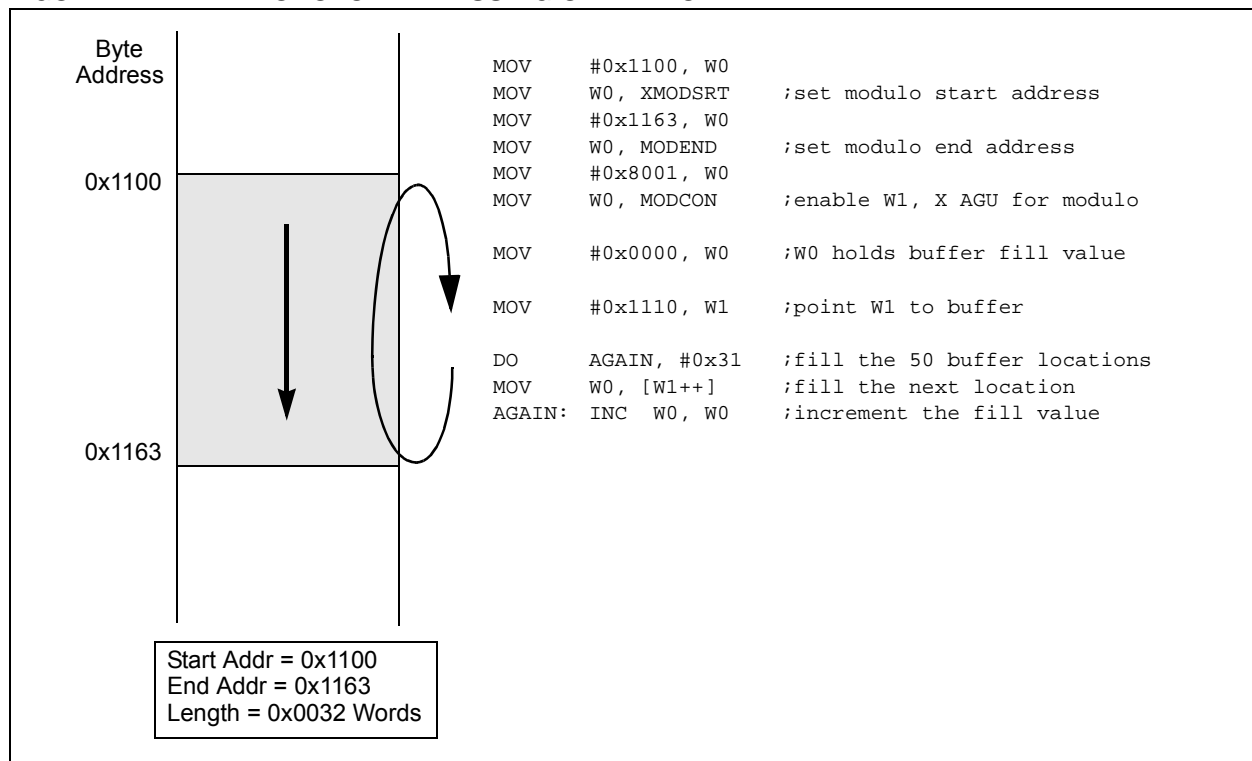 Byte
Address
0x1100
0x1163
MOV #0x1100, W0
MOV W0, XMODSRT ;set modulo start address
MOV #0x1163, W0
MOV W0, MODEND ;set modulo end address
MOV #0x8001, W0
MOV W0, MODCON ;enable W1, X AGU for modulo
MOV #0x0000, W0 ;W0 holds buffer fill value
MOV #0x1110, W1 ;point W1 to buffer
DO AGAIN, #0x31 ;fill the 50 buffer locations
MOV W0, [W1++] ;fill the next location
AGAIN: INC W0, W0 ;increment the fill value
Start Addr = 0x1100
End Addr = 0x1163
Length = 0x0032 Words